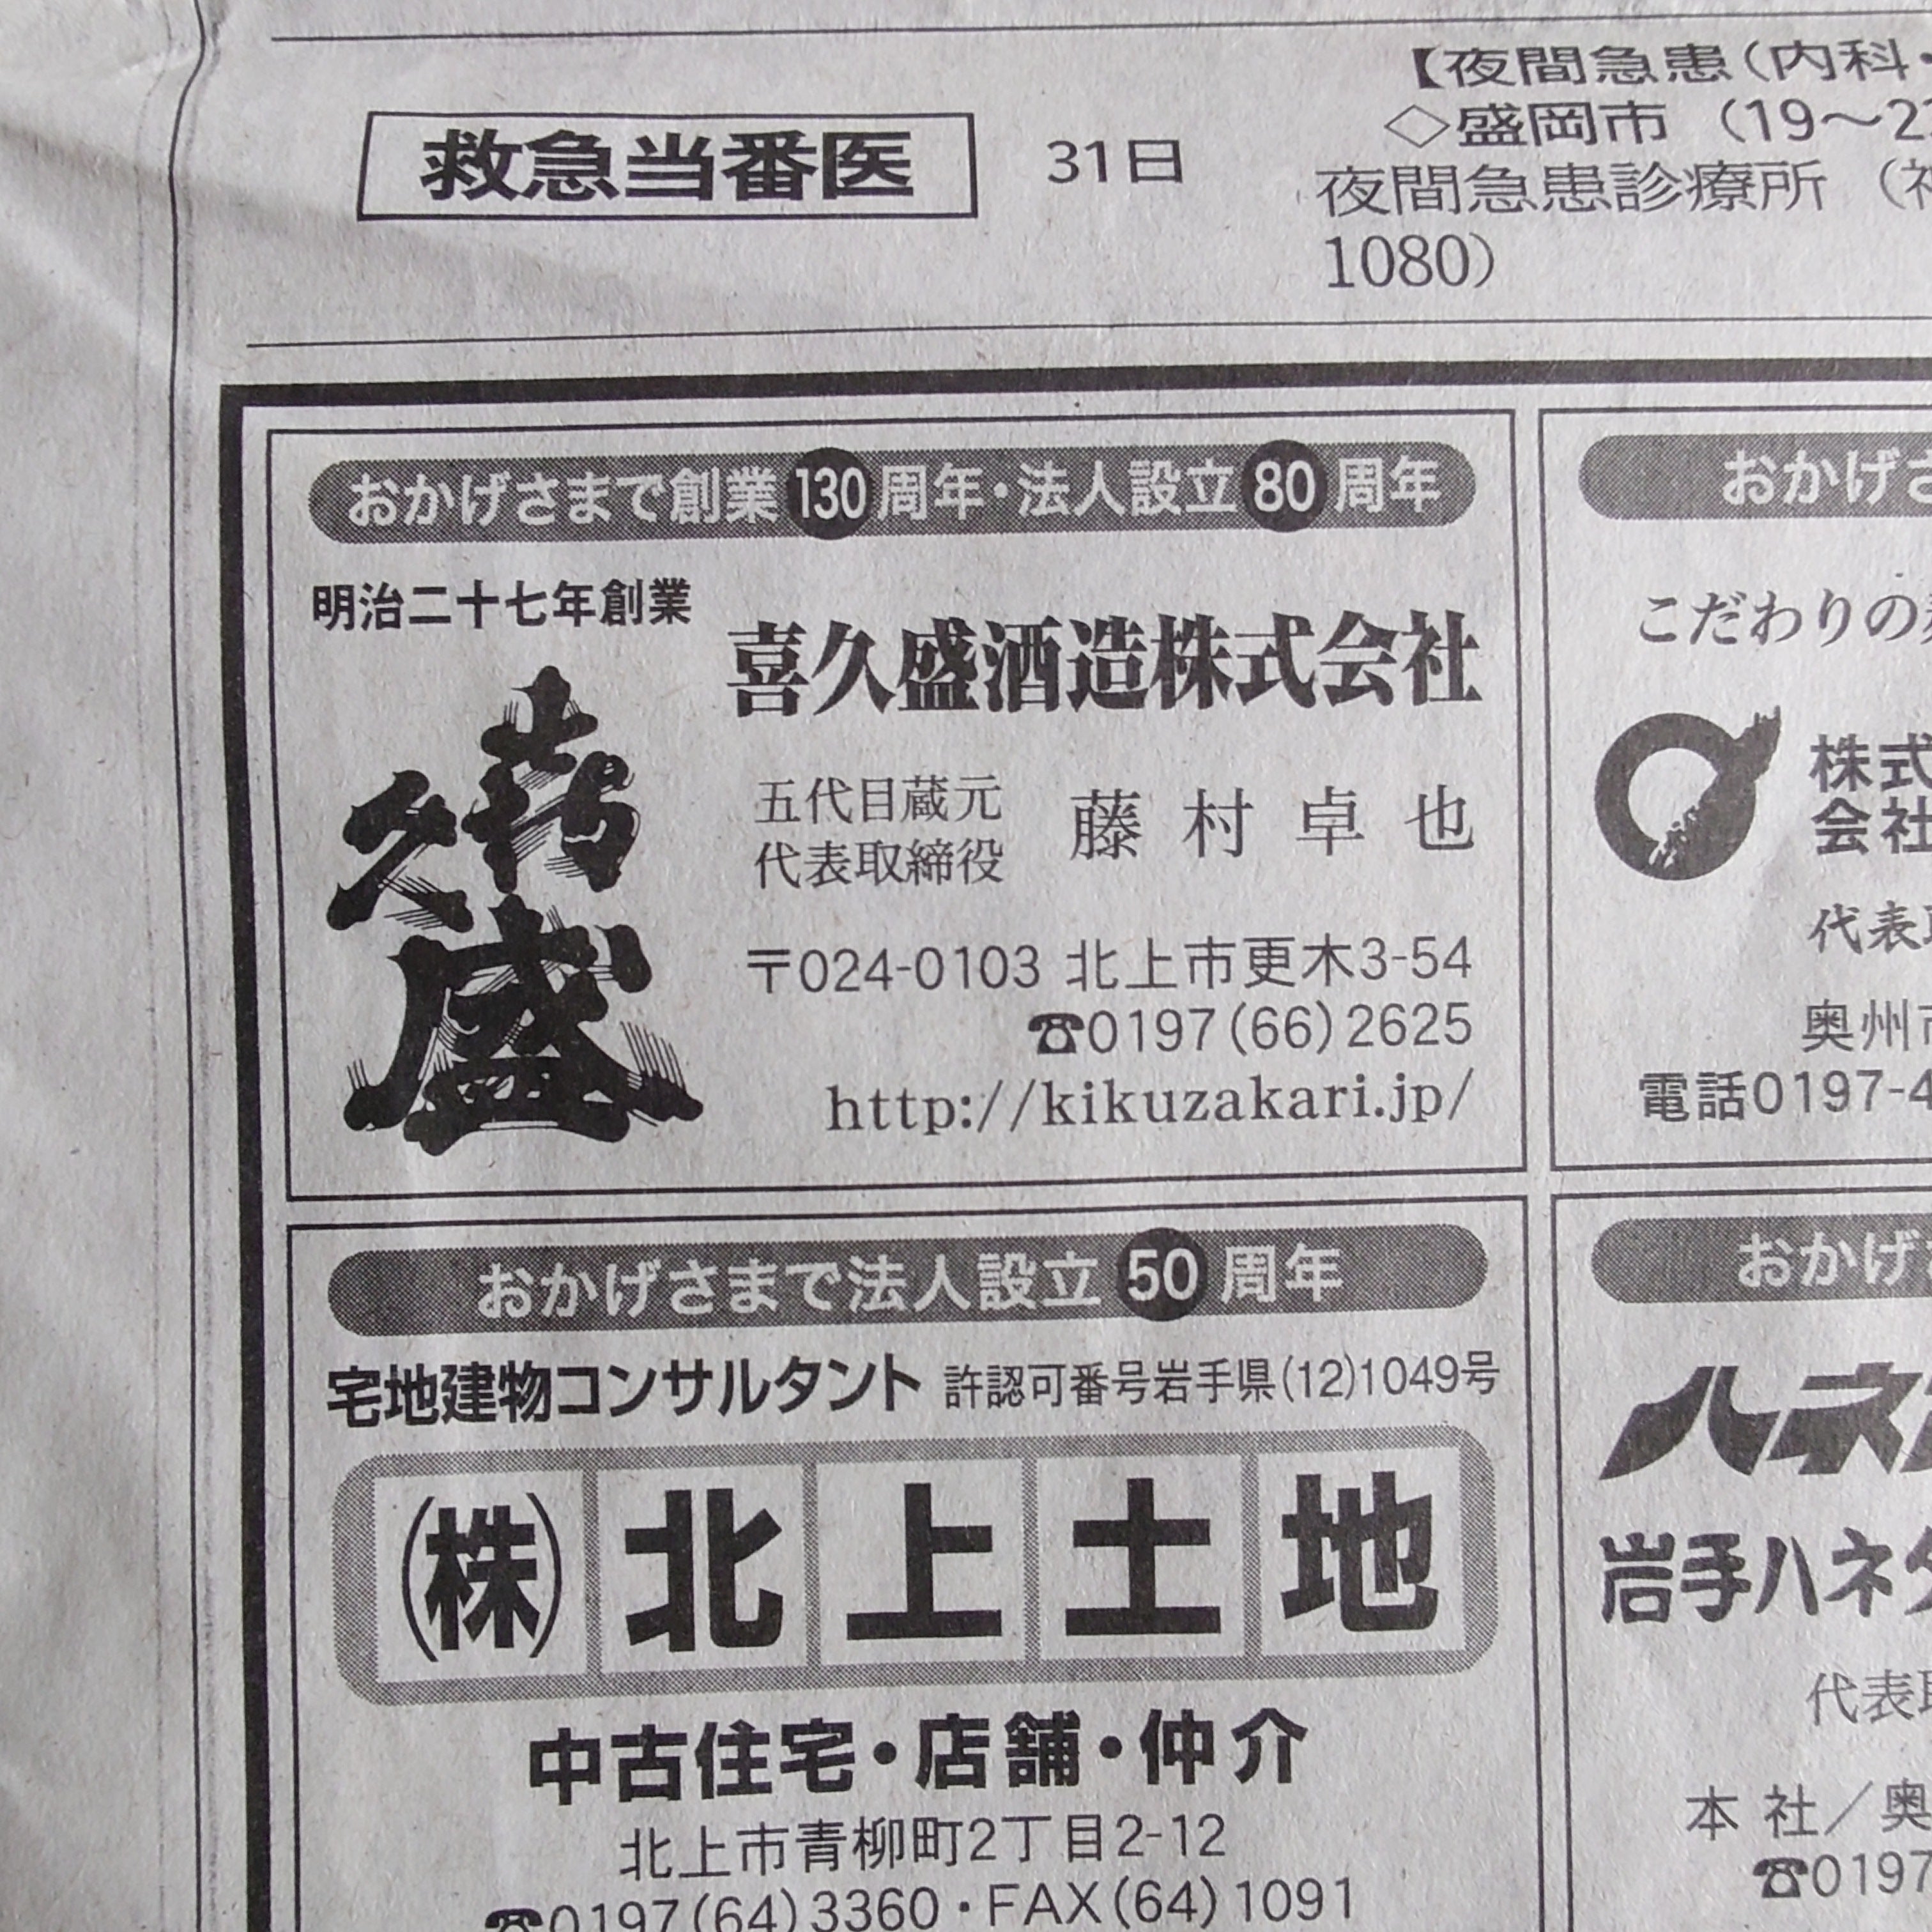 救急当番医
31日
【夜間急患(内科・
◇盛岡市 (19〜2
夜間急患診療所
1080)
おかげさまで創業130周年・法人設立80周年
明治二十七年創業
喜久盛
喜久盛酒造株式会社
五代目蔵元
代表取締役
藤村卓也
〒024-0103 北上市更木3-54
☎0197(66)2625
http://kikuzakari.jp/
おかげさ
こだわりの
株式
会社
代表
奥州市
電話0197-4
おかげさまで法人設立50周年
宅地建物コンサルタント 許認可番号岩手県(12)1049号
㈱北上土地
中古住宅・店舗・仲介
北上市青柳町2丁目2-12
☎0197(64)3360・FAX(64)1091
おかげ
ハネ
岩手ハネタ
代表
本社/奥
☎0197